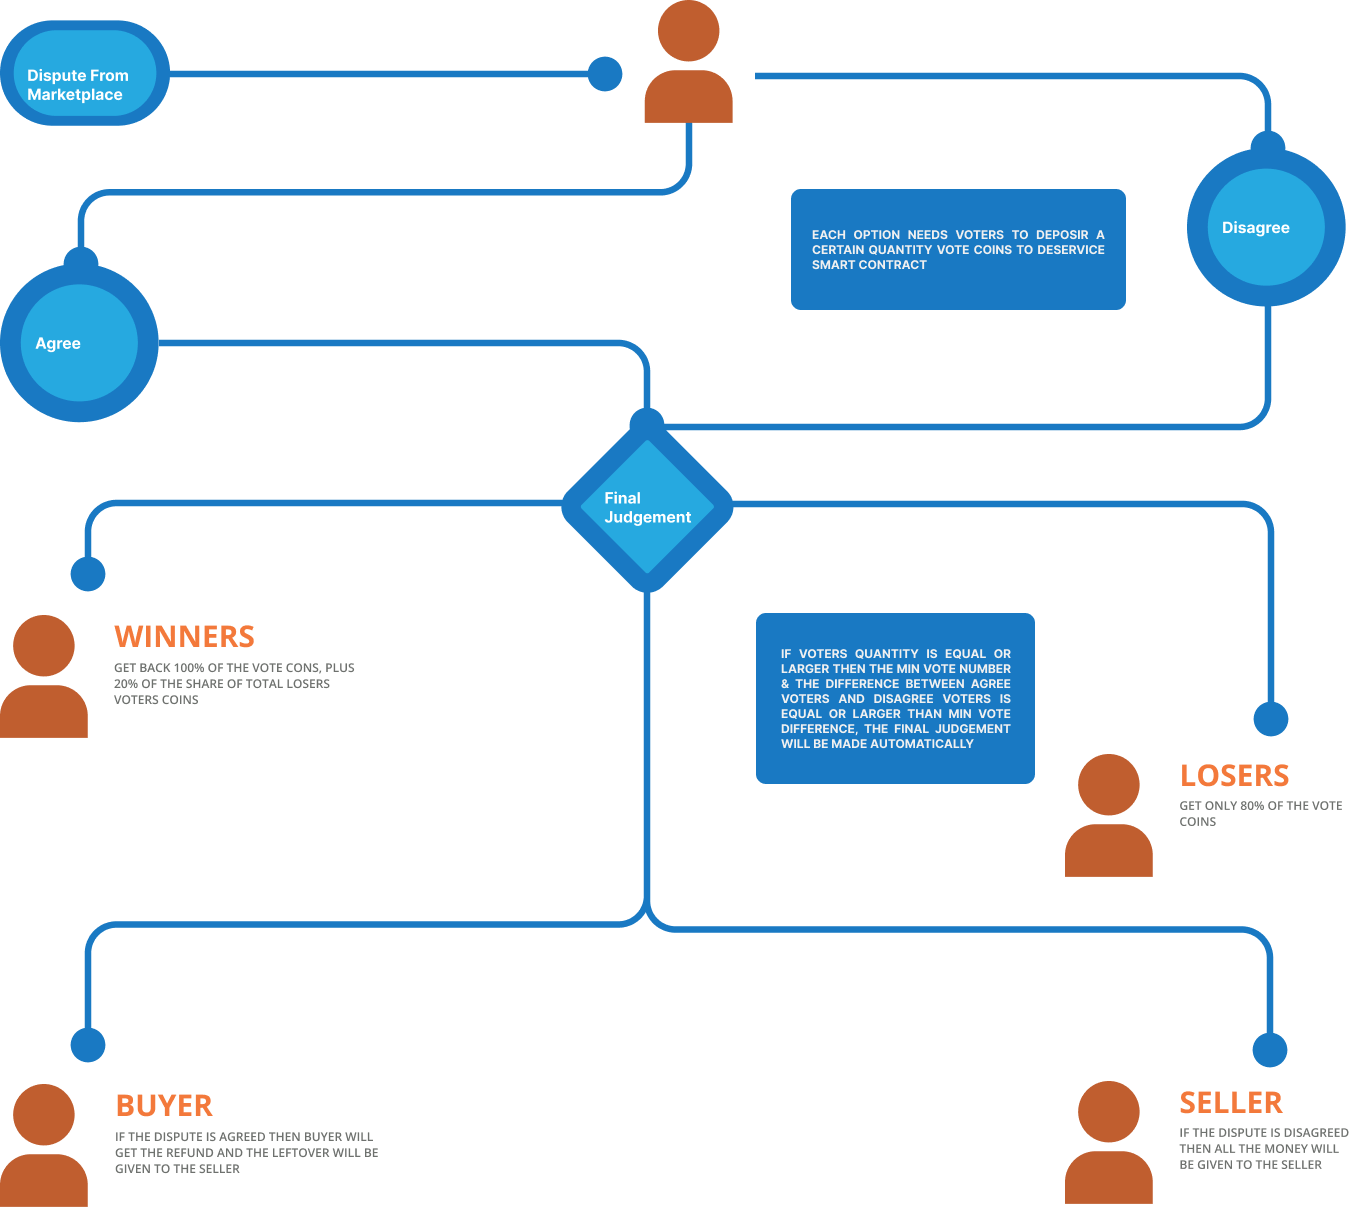 Dispute From
Marketplace
EACH OPTION NEEDS VOTERS TO DEPOSIR A
CERTAIN QUANTITY VOTE COINS TO DESERVICE
SMART CONTRACT
Disagree
Agree
Final
Judgement
WINNERS
GET BACK 100% OF THE VOTE CONS, PLUS
20% OF THE SHARE OF TOTAL LOSERS
VOTERS COINS
IF VOTERS QUANTITY IS EQUAL OR
LARGER THEN THE MIN VOTE NUMBER
& THE DIFFERENCE BETWEEN AGREE
VOTERS AND DISAGREE VOTERS IS
EQUAL OR LARGER THAN MIN VOTE
DIFFERENCE, THE FINAL JUDGEMENT
WILL BE MADE AUTOMATICALLY
LOSERS
GET ONLY 80% OF THE VOTE
COINS
BUYER
IF THE DISPUTE IS AGREED THEN BUYER WILL
GET THE REFUND AND THE LEFTOVER WILL BE
GIVEN TO THE SELLER
SELLER
IF THE DISPUTE IS DISAGREED
THEN ALL THE MONEY WILL
BE GIVEN TO THE SELLER